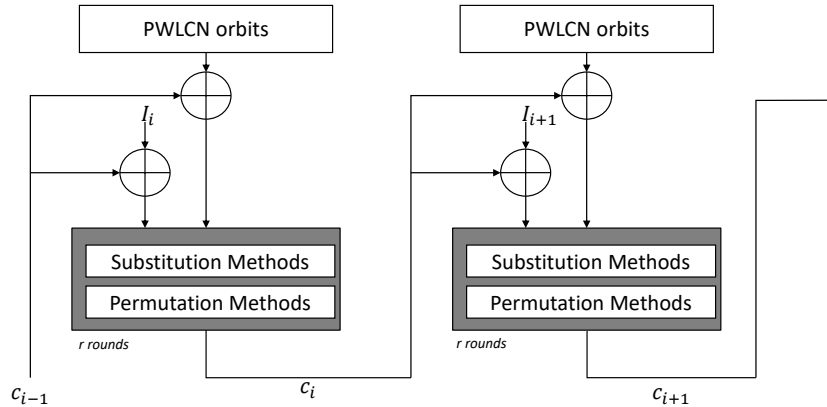 PWLCN orbits
PWLCN orbits
I_i
I_{i+1}
Substitution Methods
Substitution Methods
Permutation Methods
Permutation Methods
r rounds
r rounds
c_{i−1}
c_i
c_{i+1}